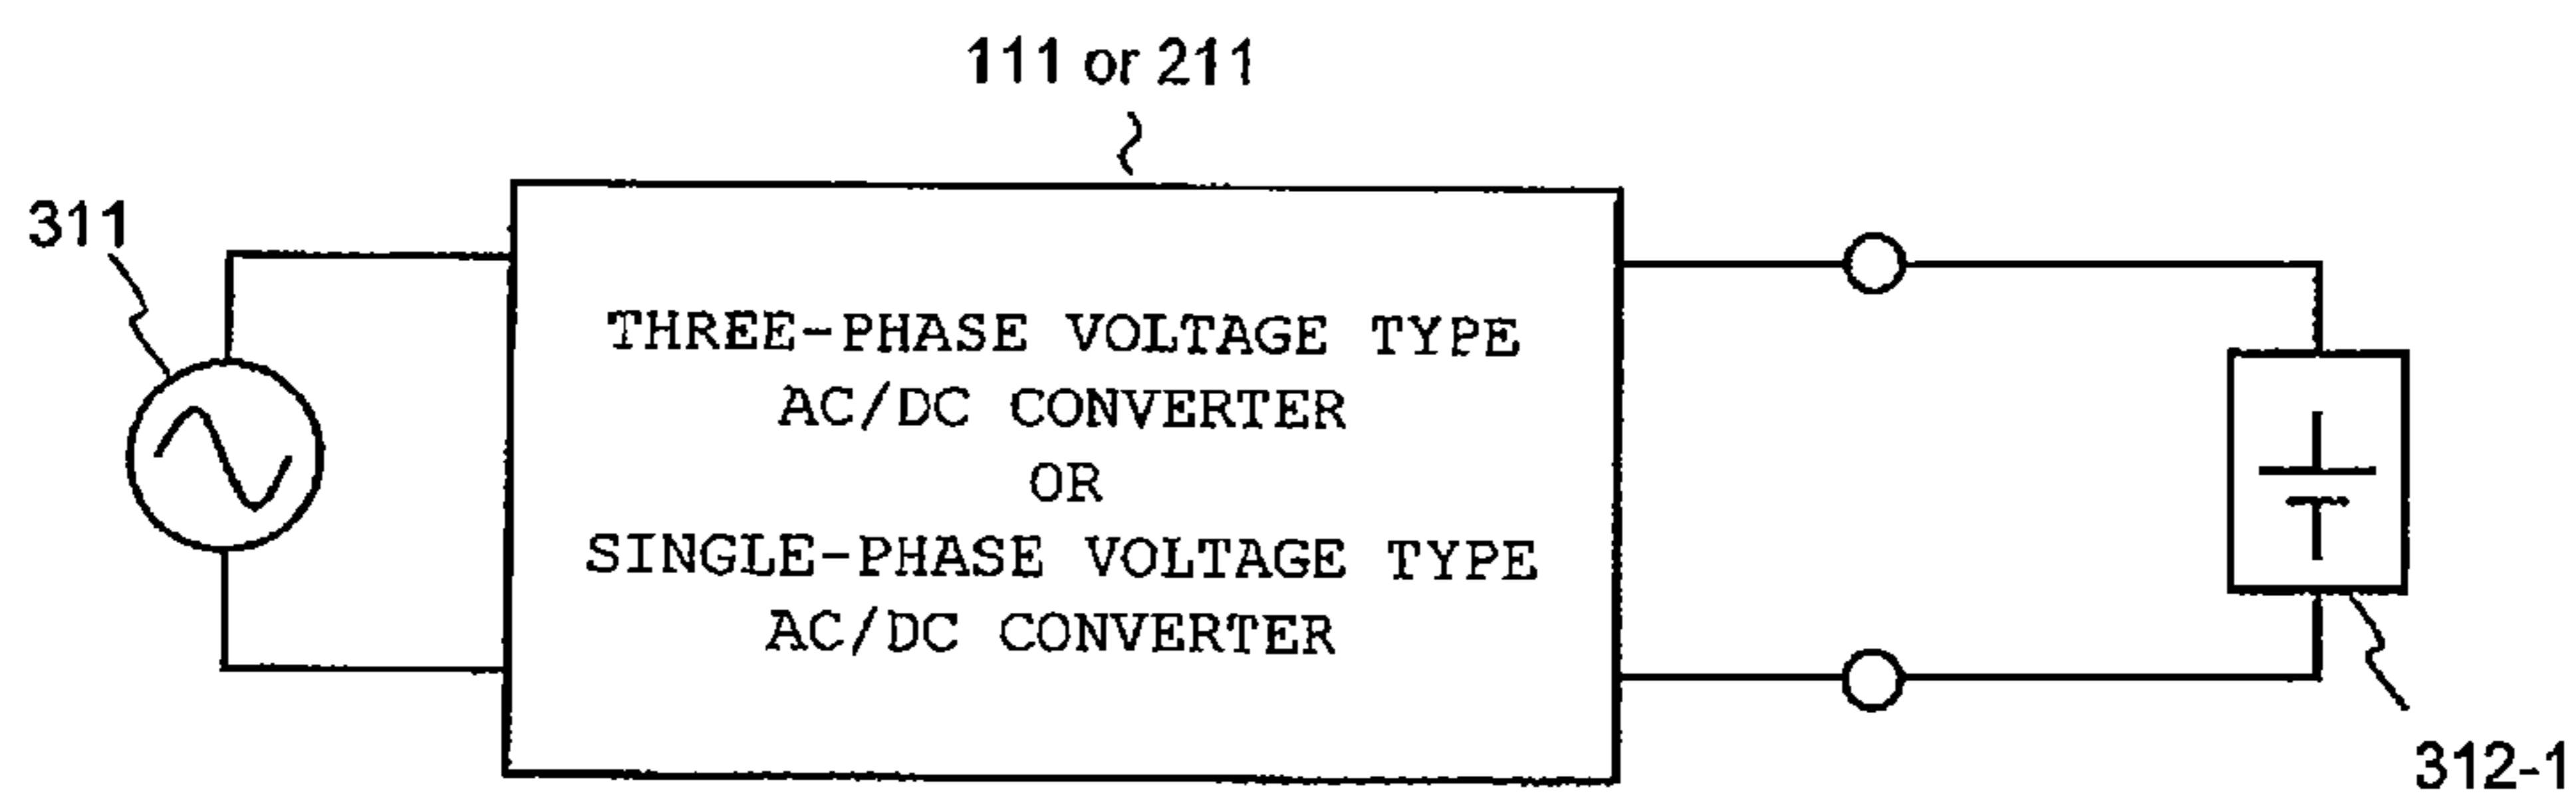 111 or 211
311
THREE-PHASE VOLTAGE TYPE
AC/DC CONVERTER
OR
SINGLE-PHASE VOLTAGE TYPE
AC/DC CONVERTER
312-1